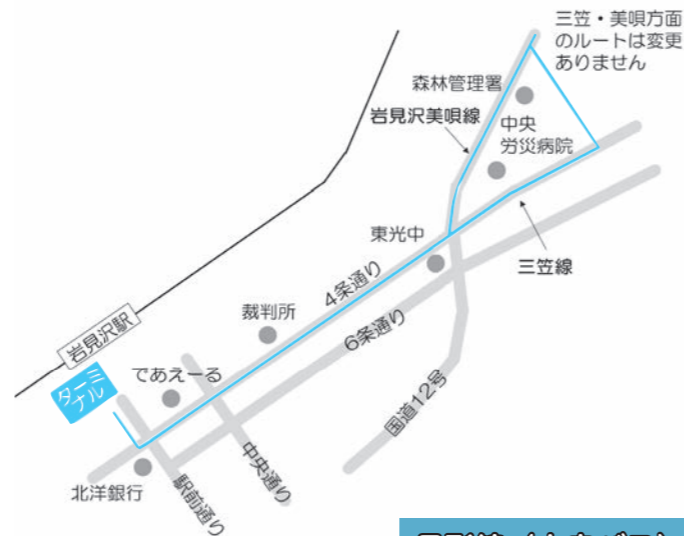 三笠・美唄方面
のルートは変更
ありません
森林管理署
岩見沢美唄線
中央
労災病院
東光中
三笠線
4条通り
裁判所
6条通り
岩見沢駅
ターミ
ナル
であえーる
国道12号
中央通り
北洋銀行
駅前通り